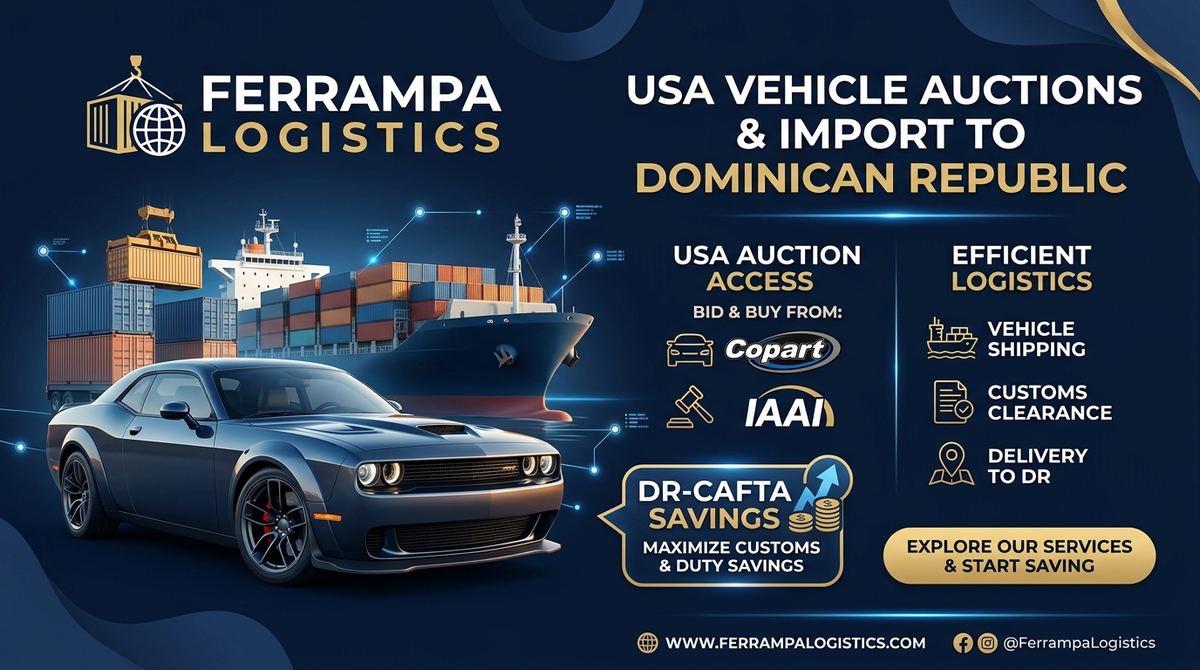 FERRAMPA
LOGISTICS
USA VEHICLE AUCTIONS
& IMPORT TO
DOMINICAN REPUBLIC
USA AUCTION
ACCESS
BID & BUY FROM:
Copart
IAAI
EFFICIENT
LOGISTICS
VEHICLE
SHIPPING
CUSTOMS
CLEARANCE
DELIVERY
TO DR
DR-CAFTA
SAVINGS
MAXIMIZE CUSTOMS
& DUTY SAVINGS
EXPLORE OUR SERVICES
& START SAVING
WWW.FERRAMPALOGISTICS.COM
@FerrampaLogistics